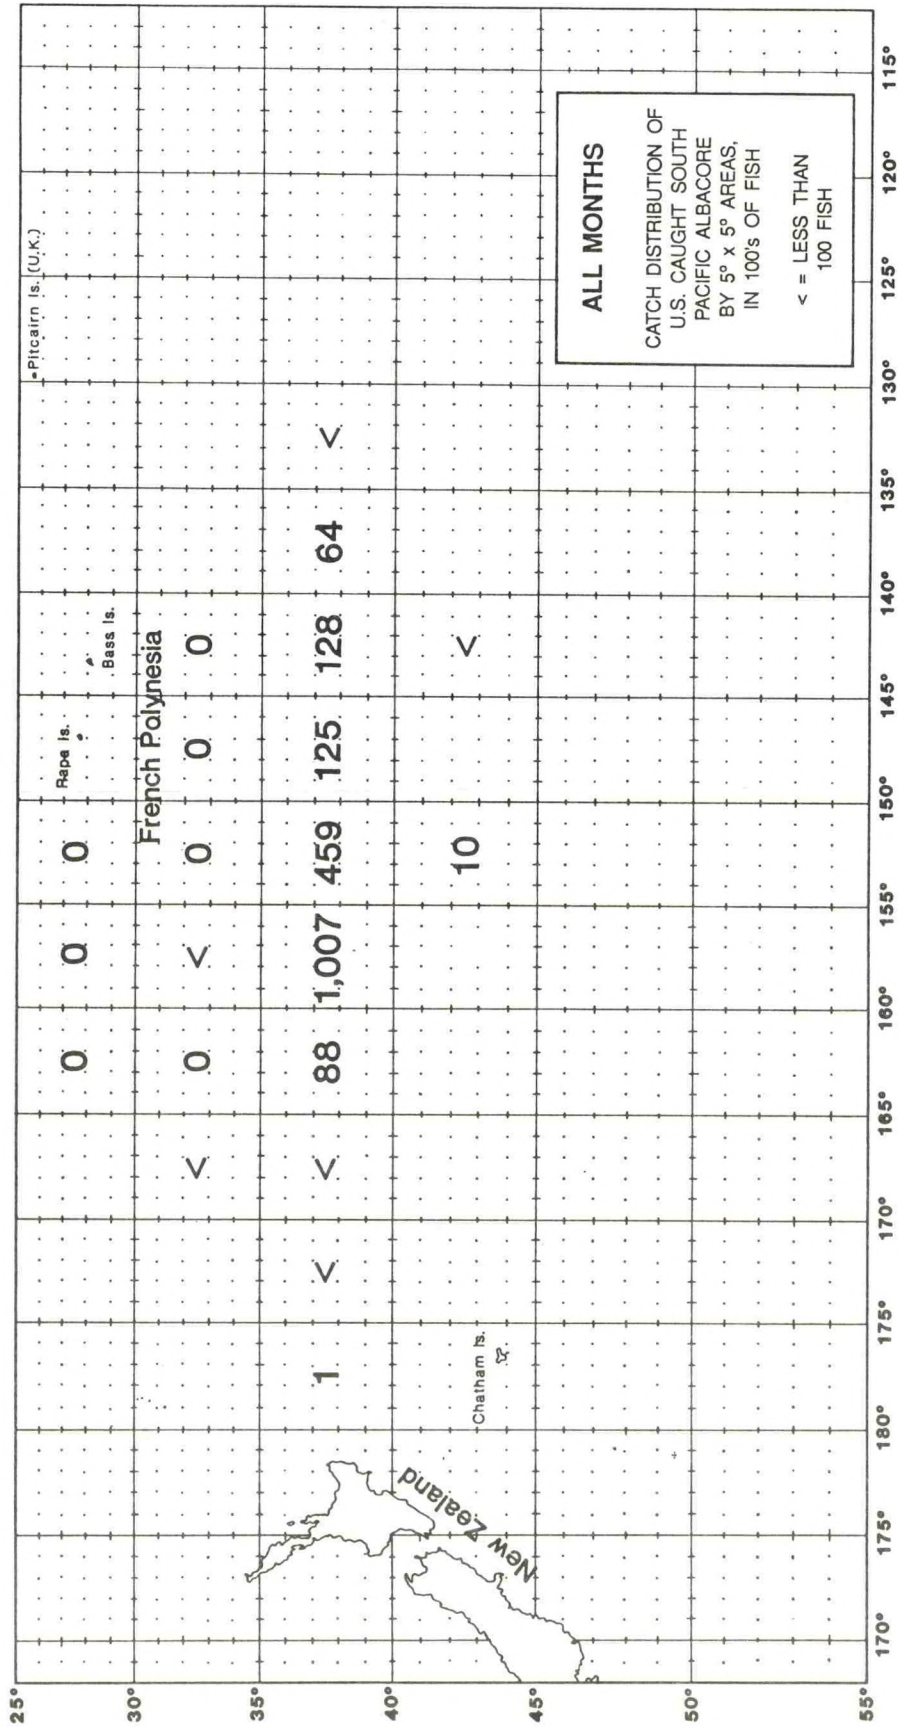 25°
30°
35°
40°
45°
50°
55°
Pitcairn Is. (U.K.)
Rapa Is.
Bass Is.
0 0 0
French Polynesia
< 0 < 0 0 0
1 < < 88 1,007 459 125 128 64 <
10 <
Chatham Is.
New Zealand
ALL MONTHS
CATCH DISTRIBUTION OF
U.S. CAUGHT SOUTH
PACIFIC ALBACORE
BY 5° x 5° AREAS,
IN 100's OF FISH
< = LESS THAN
100 FISH
170° 175° 180° 175° 170° 165° 160° 155° 150° 145° 140° 135° 130° 125° 120° 115°